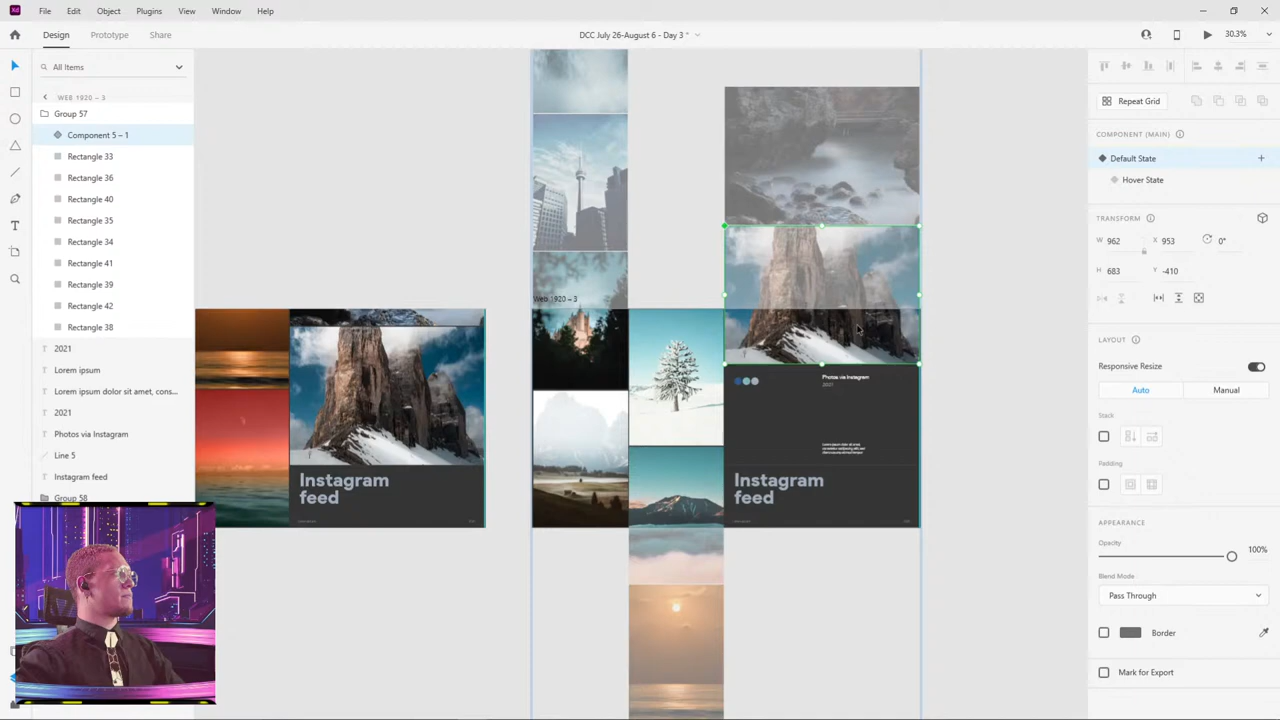 Xd
File
Edit
Object
Plugins
View
Window
Help
Design
Prototype
Share
DCC July 26-August 6 - Day 3 *
30.3%
All Items
WEB 1920 – 3
Group 57
Component 5 – 1
Rectangle 33
Rectangle 36
Rectangle 40
Rectangle 35
Rectangle 34
Rectangle 41
Rectangle 39
Rectangle 42
Rectangle 38
2021
Lorem ipsum
Lorem ipsum dolor sit amet, cons...
2021
Photos via Instagram
Line 5
Instagram feed
Group 58
Instagram
feed
Web 1920 – 3
Photos via Instagram
2021
Instagram
feed
Repeat Grid
COMPONENT (MAIN)
Default State
Hover State
TRANSFORM
W 962
X 953
0°
H 683
Y -410
LAYOUT
Responsive Resize
Auto
Manual
Stack
Padding
APPEARANCE
Opacity
100%
Blend Mode
Pass Through
Border
Mark for Export